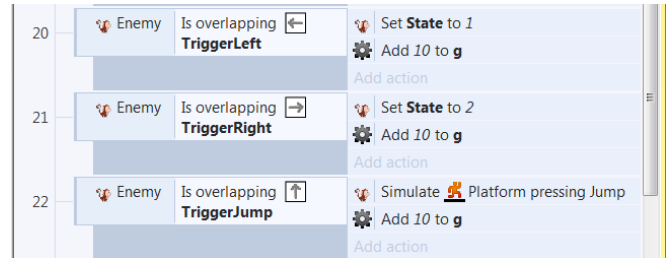 20 Enemy Is overlapping TriggerLeft Set State to 1
Add 10 to g
Add action
21 Enemy Is overlapping TriggerRight Set State to 2
Add 10 to g
Add action
22 Enemy Is overlapping TriggerJump Simulate Platform pressing Jump
Add 10 to g
Add action